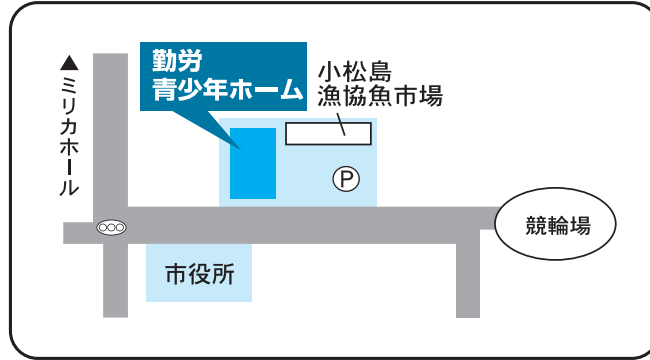 勤労
青少年ホーム
小松島
漁協魚市場
▲ミリカホール
P
競輪場
市役所